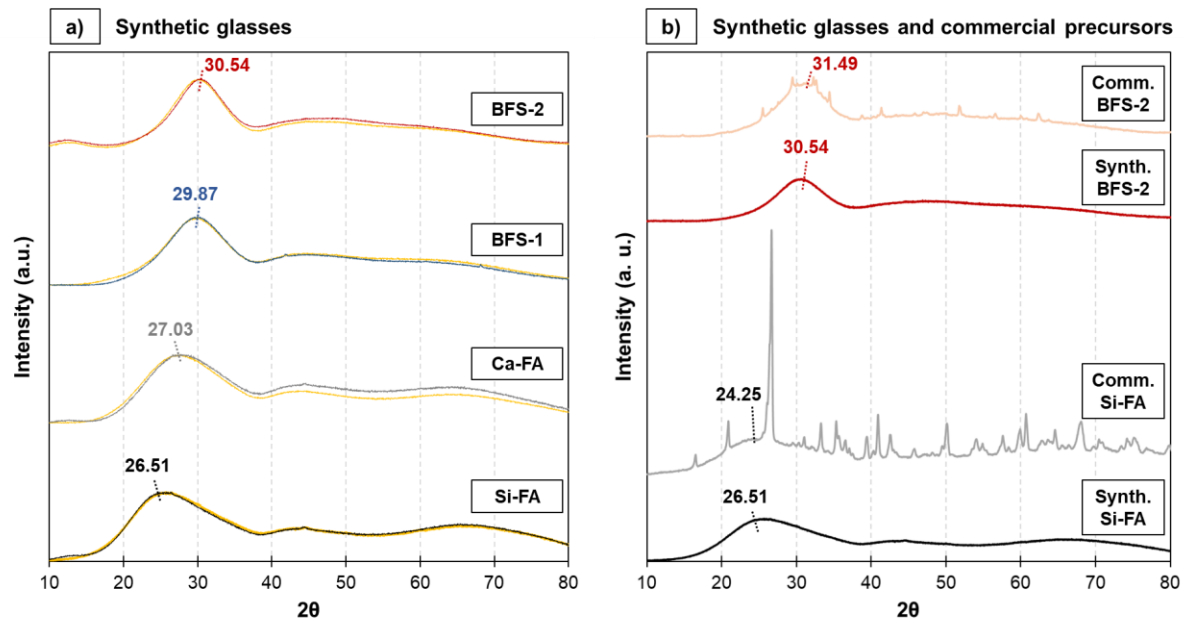 a) Synthetic glasses
30.54
BFS-2
29.87
BFS-1
27.03
Ca-FA
26.51
Si-FA
Intensity (a.u.)
10 20 30 40 50 60 70 80
2θ
b) Synthetic glasses and commercial precursors
31.49
Comm.
BFS-2
30.54
Synth.
BFS-2
24.25
Comm.
Si-FA
26.51
Synth.
Si-FA
Intensity (a. u.)
10 20 30 40 50 60 70 80
2θ